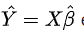 Ŷ = Xβ̂